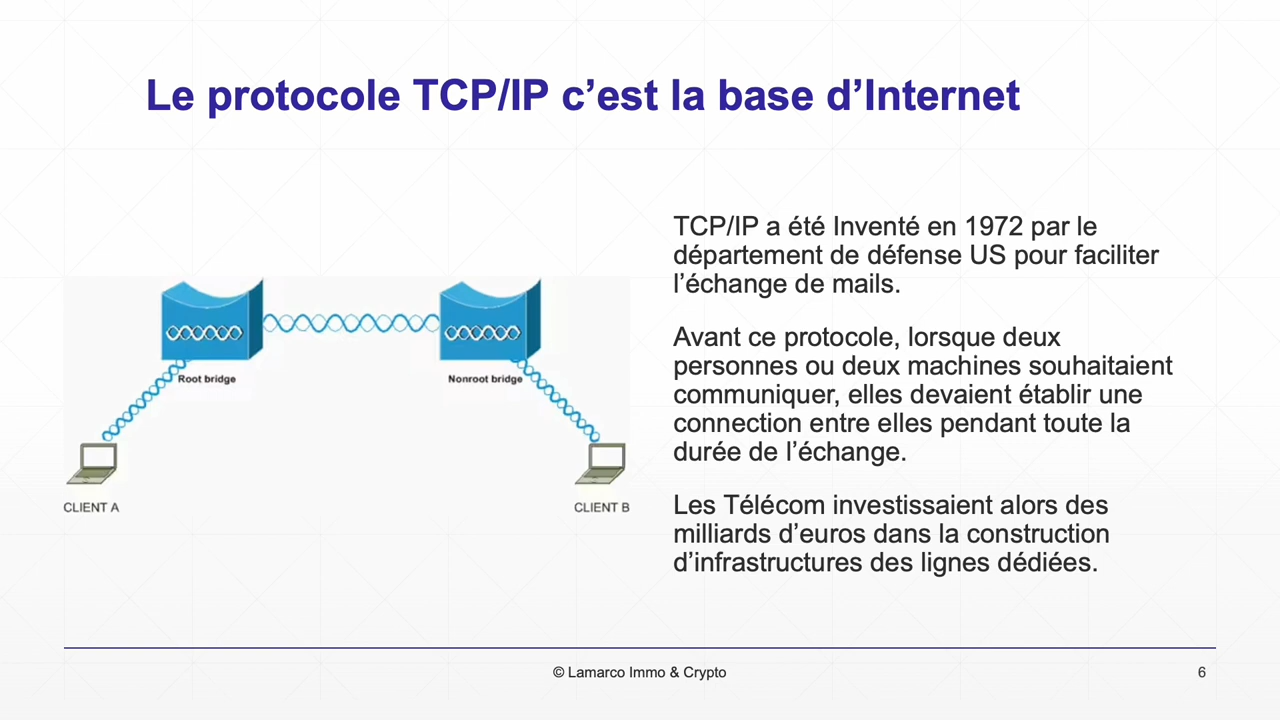 Le protocole TCP/IP c’est la base d’Internet
TCP/IP a été Inventé en 1972 par le
département de défense US pour faciliter
l’échange de mails.
Avant ce protocole, lorsque deux
personnes ou deux machines souhaitaient
communiquer, elles devaient établir une
connection entre elles pendant toute la
durée de l’échange.
Les Télécom investissaient alors des
milliards d’euros dans la construction
d’infrastructures des lignes dédiées.
Root bridge
Nonroot bridge
CLIENT A
CLIENT B
© Lamarco Immo & Crypto
6